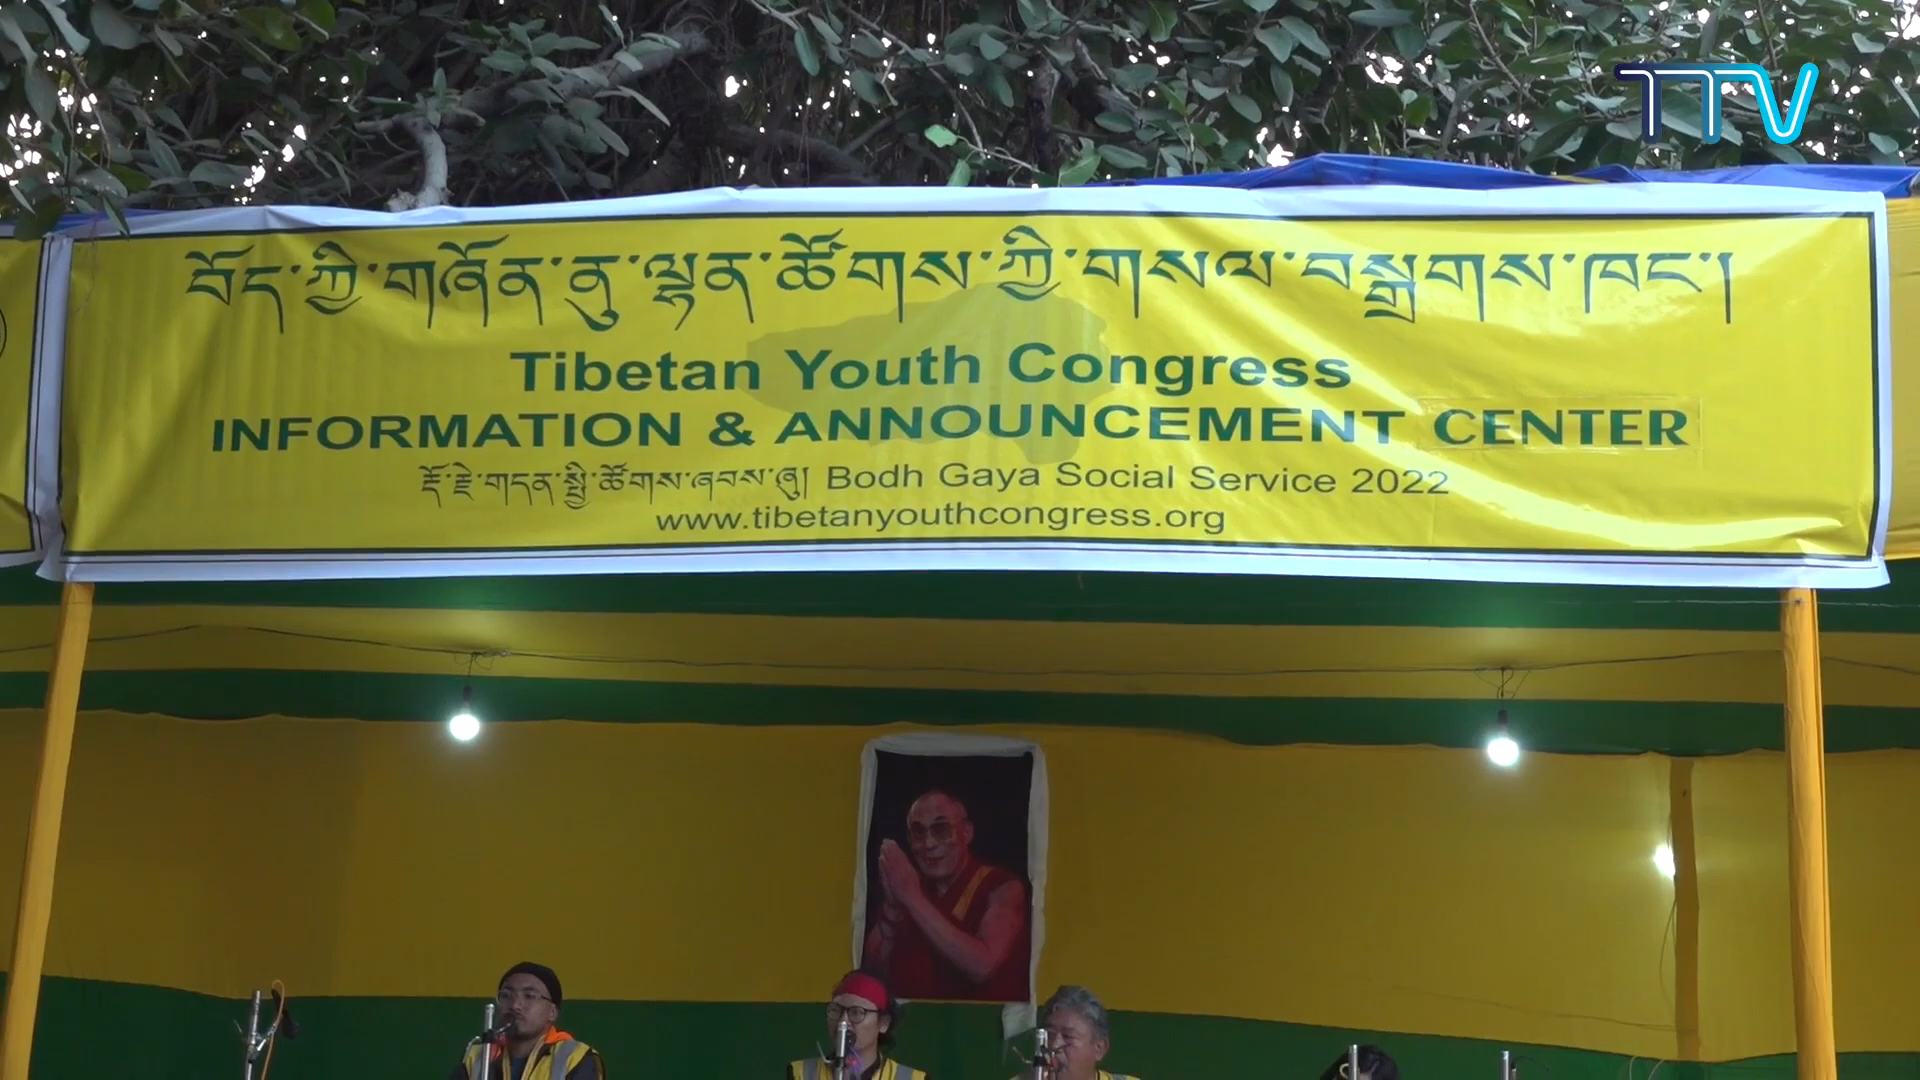 TTV
བོད་ཀྱི་གཞོན་ནུ་ལྷན་ཚོགས་ཀྱི་གསལ་བསྒྲགས་ཁང་།
Tibetan Youth Congress
INFORMATION & ANNOUNCEMENT CENTER
རྡོ་རྗེ་གདན་སྤྱི་ཚོགས་ཞབས་ཞུ། Bodh Gaya Social Service 2022
www.tibetanyouthcongress.org